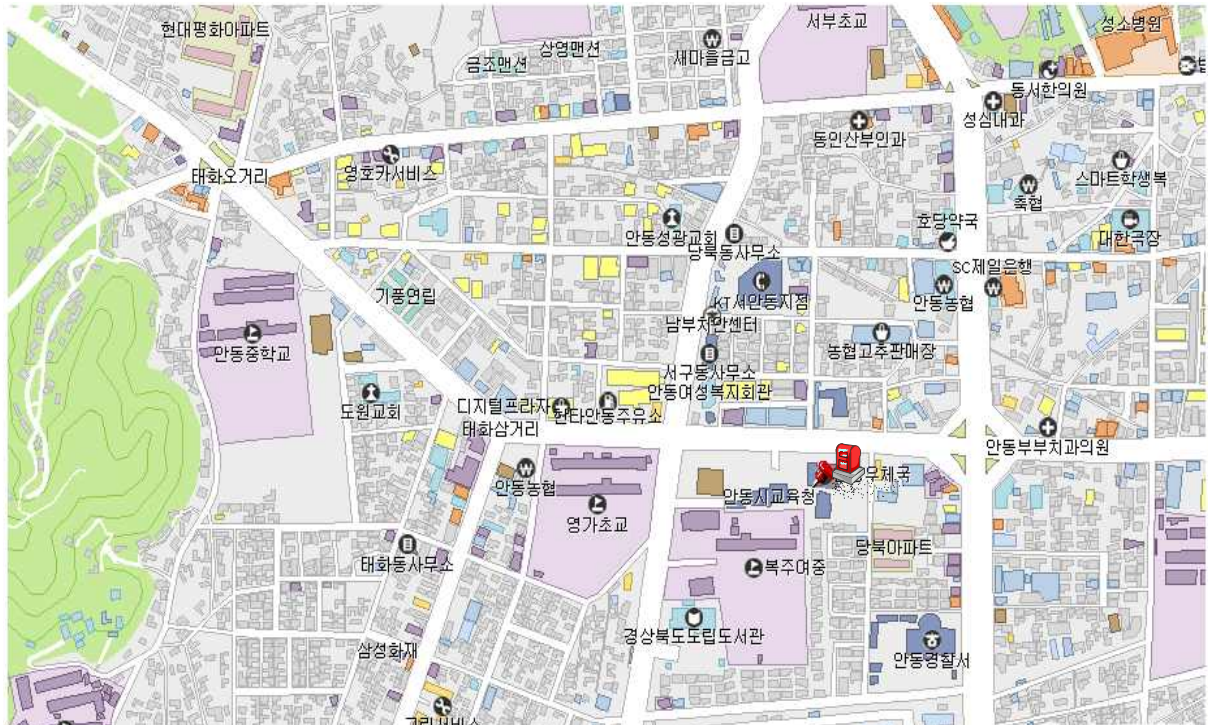 현대평화아파트
상영맨션
서부초교
성소병원
금조맨션
새마을금고
동서한의원
성심내과
동인산부인과
태화오거리
영호카서비스
스마트학생복
축협
호당약국
대한극장
안동성광교회
당북동사무소
SC제일은행
기풍연립
KT서안동지점
안동농협
남부치안센터
안동중학교
농협고추판매장
서구동사무소
안동여성복지회관
도원교회
디지털프라자
현타안동주유소
태화삼거리
안동부부치과의원
안동농협
우체국
안동시교육청
영가초교
당북아파트
태화동사무소
복주여중
경상북도도립도서관
삼성화재
안동경찰서